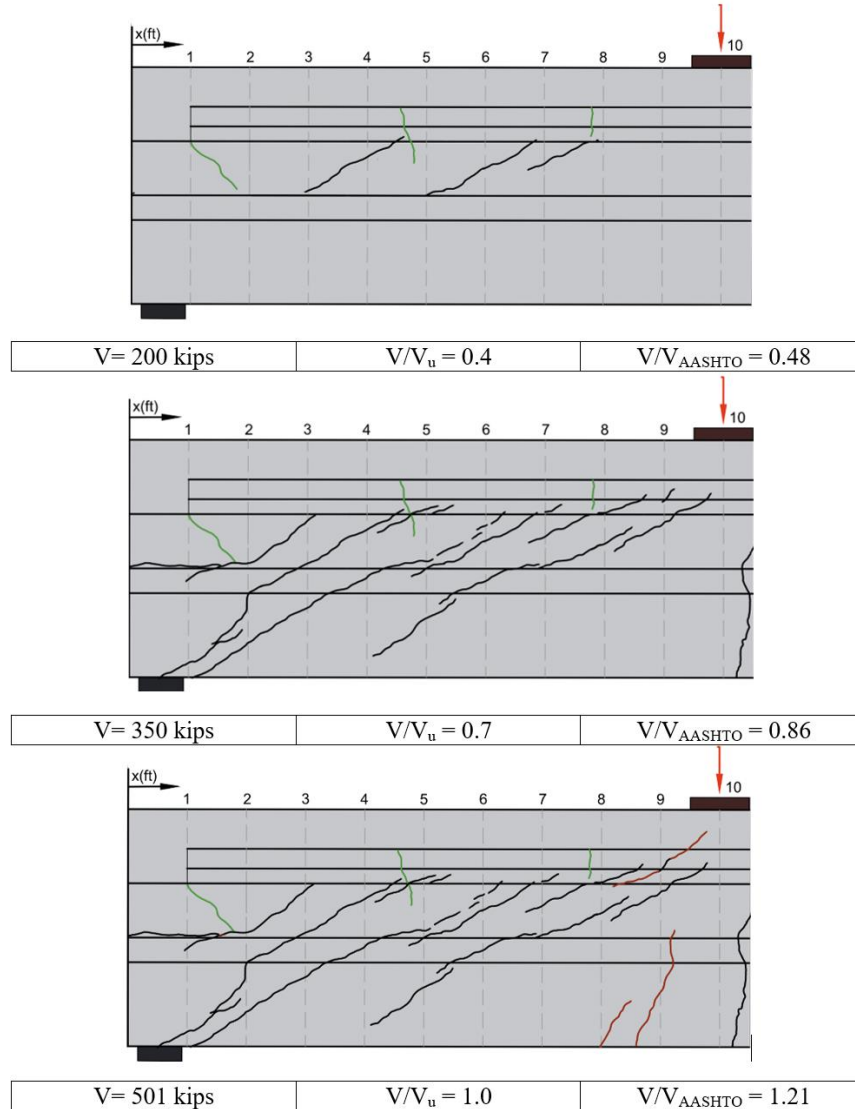 x(ft)
1 2 3 4 5 6 7 8 9 10
V= 200 kips V/Vu = 0.4 V/VAASHTO = 0.48
x(ft)
1 2 3 4 5 6 7 8 9 10
V= 350 kips V/Vu = 0.7 V/VAASHTO = 0.86
x(ft)
1 2 3 4 5 6 7 8 9 10
V= 501 kips V/Vu = 1.0 V/VAASHTO = 1.21